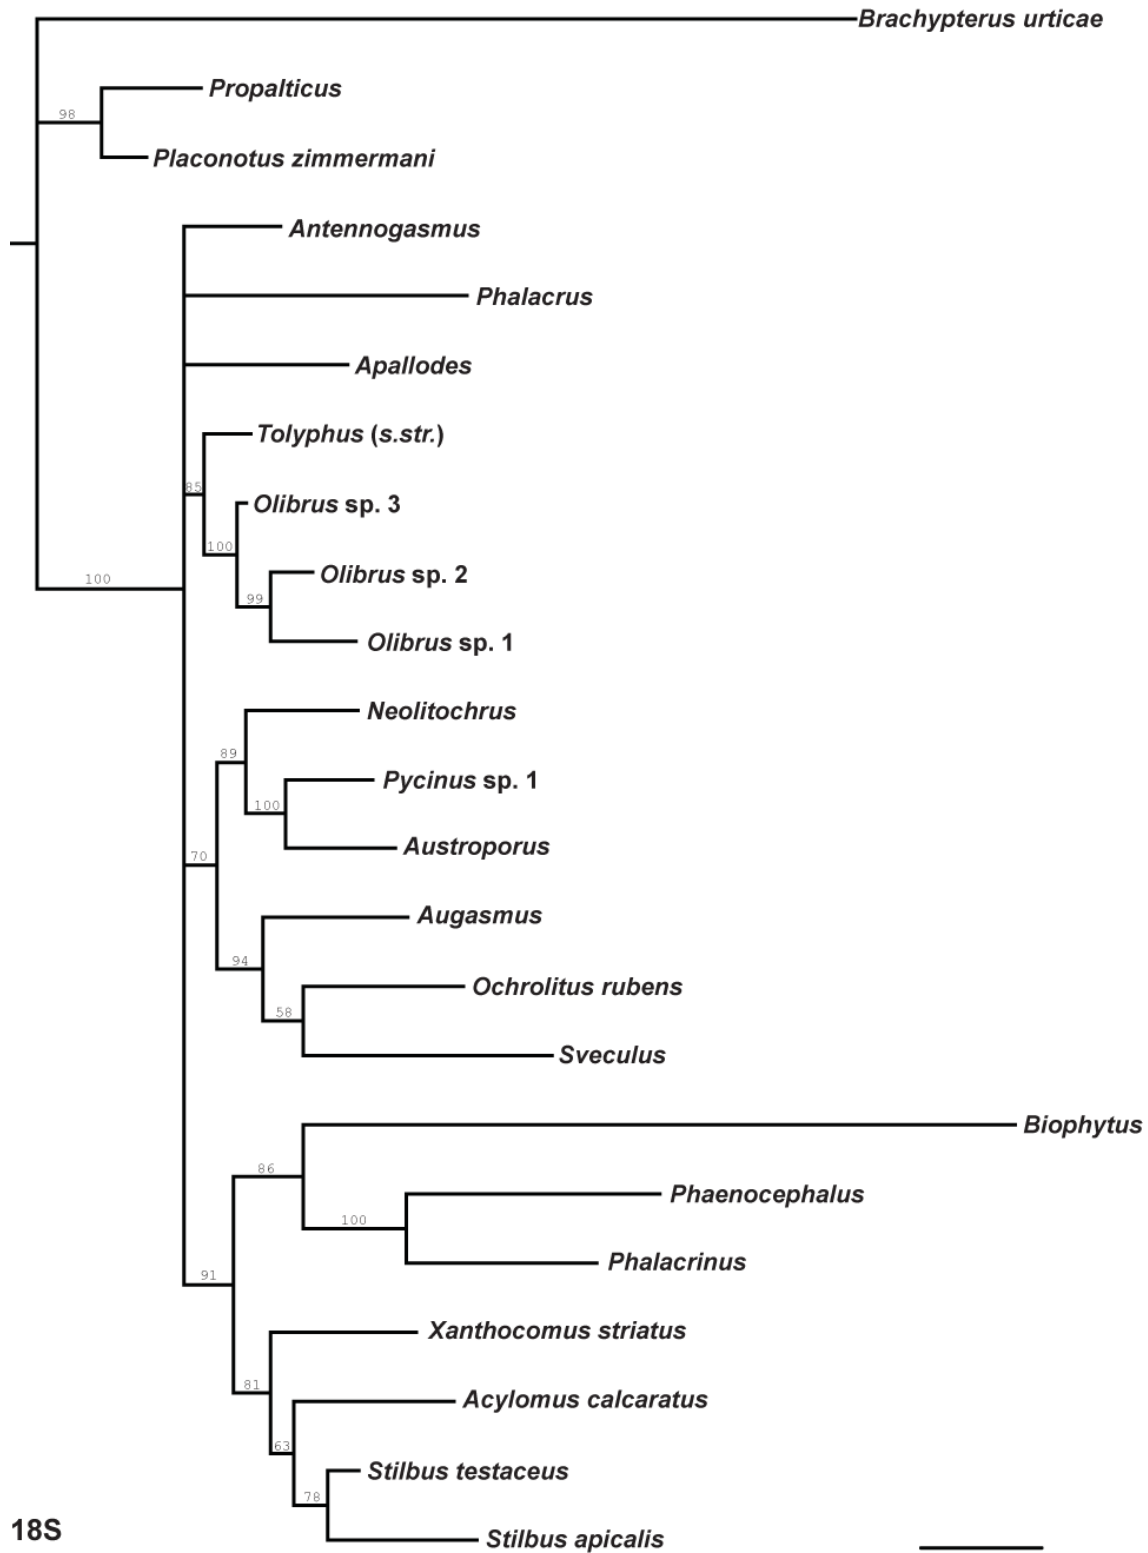 Brachypterus urticae
Propalticus
98
Placonotus zimmermani
Antennogasmus
Phalacrus
Apallodes
Tolyphus (s.str.)
85
Olibrus sp. 3
100
Olibrus sp. 2
100
99
Olibrus sp. 1
Neolitochrus
89
Pycinus sp. 1
100
Austroporus
70
Augasmus
94
Ochrolitus rubens
58
Sveculus
Biophytus
86
Phaenocephalus
100
Phalacrinus
91
Xanthocomus striatus
81
Acylomus calcaratus
63
Stilbus testaceus
78
Stilbus apicalis
18S